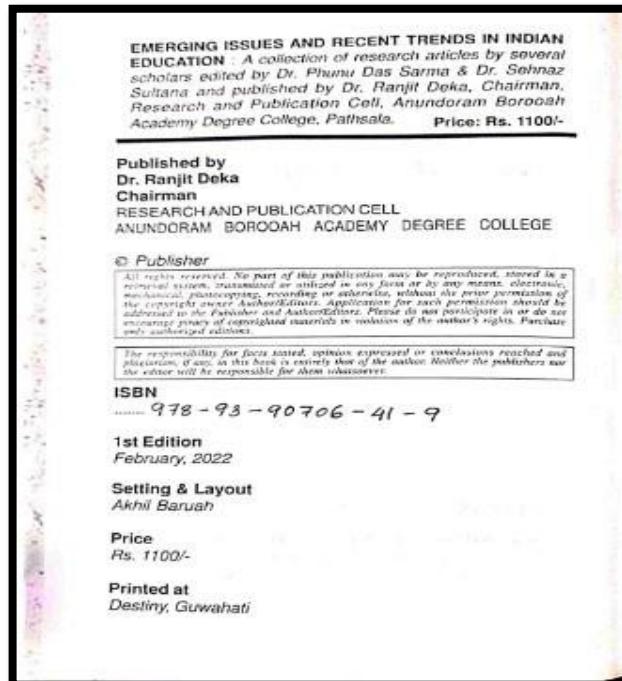 EMERGING ISSUES AND RECENT TRENDS IN INDIAN
EDUCATION : A collection of research articles by several
scholars edited by Dr. Phunu Das Sarma & Dr. Sehnaz
Sultana and published by Dr. Ranjit Deka, Chairman,
Research and Publication Cell, Anundoram Borooah
Academy Degree College, Pathsala. Price: Rs. 1100/-
Published by
Dr. Ranjit Deka
Chairman
RESEARCH AND PUBLICATION CELL
ANUNDORAM BOROOAH ACADEMY DEGREE COLLEGE
© Publisher
All rights reserved. No part of this publication may be reproduced, stored in a
retrieval system, transmitted or utilized in any form or by any means, electronic,
mechanical, photocopying, recording or otherwise, without the prior permission of
the copyright owner Author/Editors. Application for such permission should be
addressed to the Publisher and Author/Editors. Please do not participate in or do not
encourage piracy of copyrighted materials in violation of the author's rights. Purchase
only authorized editions.
The responsibility for facts stated, opinion expressed or conclusions reached and
plagiarism, if any, in this book is entirely that of the author. Neither the publishers nor
the editor will be responsible for them whatsoever.
ISBN
....... 978-93-90706-41-9
1st Edition
February, 2022
Setting & Layout
Akhil Baruah
Price
Rs. 1100/-
Printed at
Destiny, Guwahati